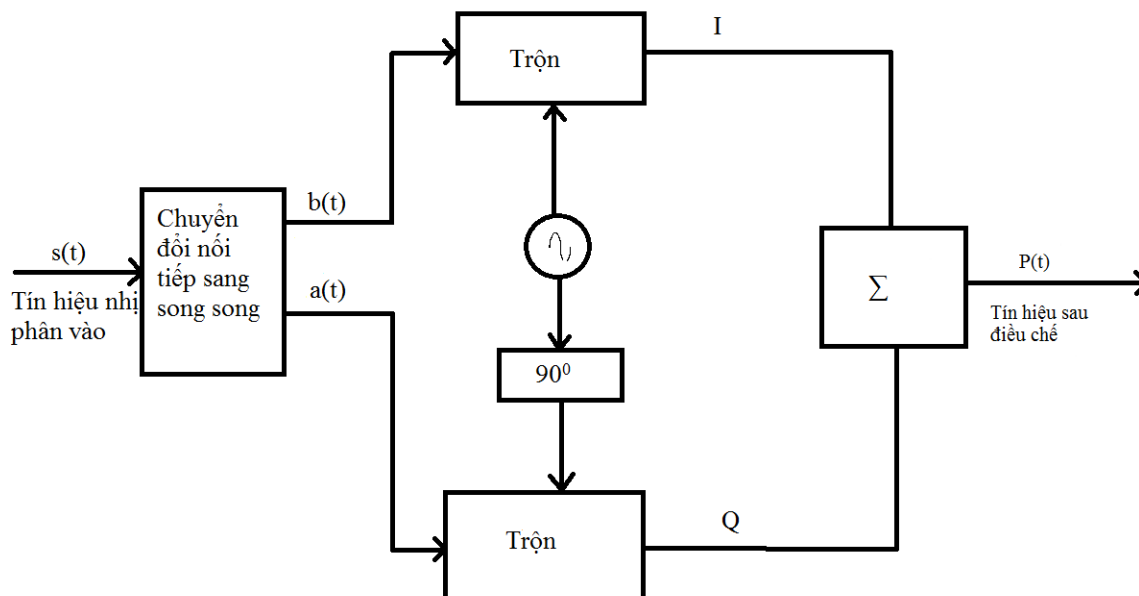 I
Trộn
b(t)
Chuyển
đổi nối
tiếp sang
song song
s(t)
Tín hiệu nhị
phân vào
a(t)
∑
P(t)
Tín hiệu sau
điều chế
90⁰
Q
Trộn